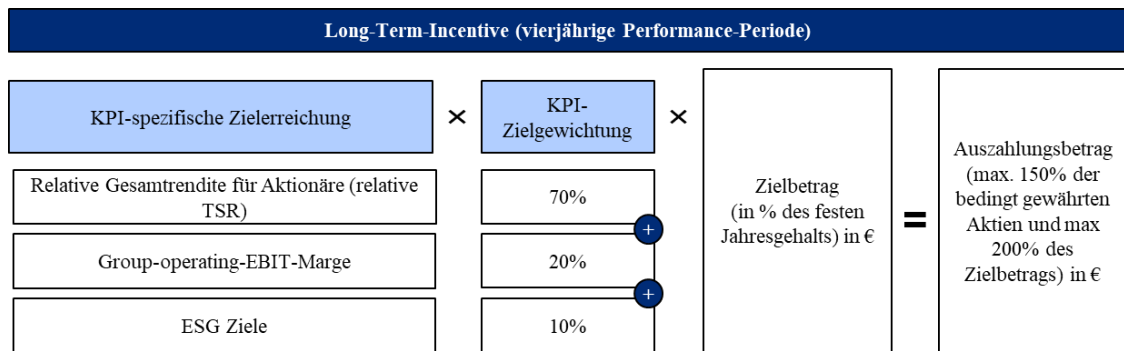 Long-Term-Incentive (vierjährige Performance-Periode)
KPI-spezifische Zielerreichung
×
KPI-
Zielgewichtung
×
Zielbetrag
(in % des festen
Jahresgehalts) in €
=
Auszahlungsbetrag
(max. 150% der
bedingt gewährten
Aktien und max
200% des
Zielbetrags) in €
Relative Gesamtrendite für Aktionäre (relative
TSR)
70%
+
Group-operating-EBIT-Marge
20%
+
ESG Ziele
10%